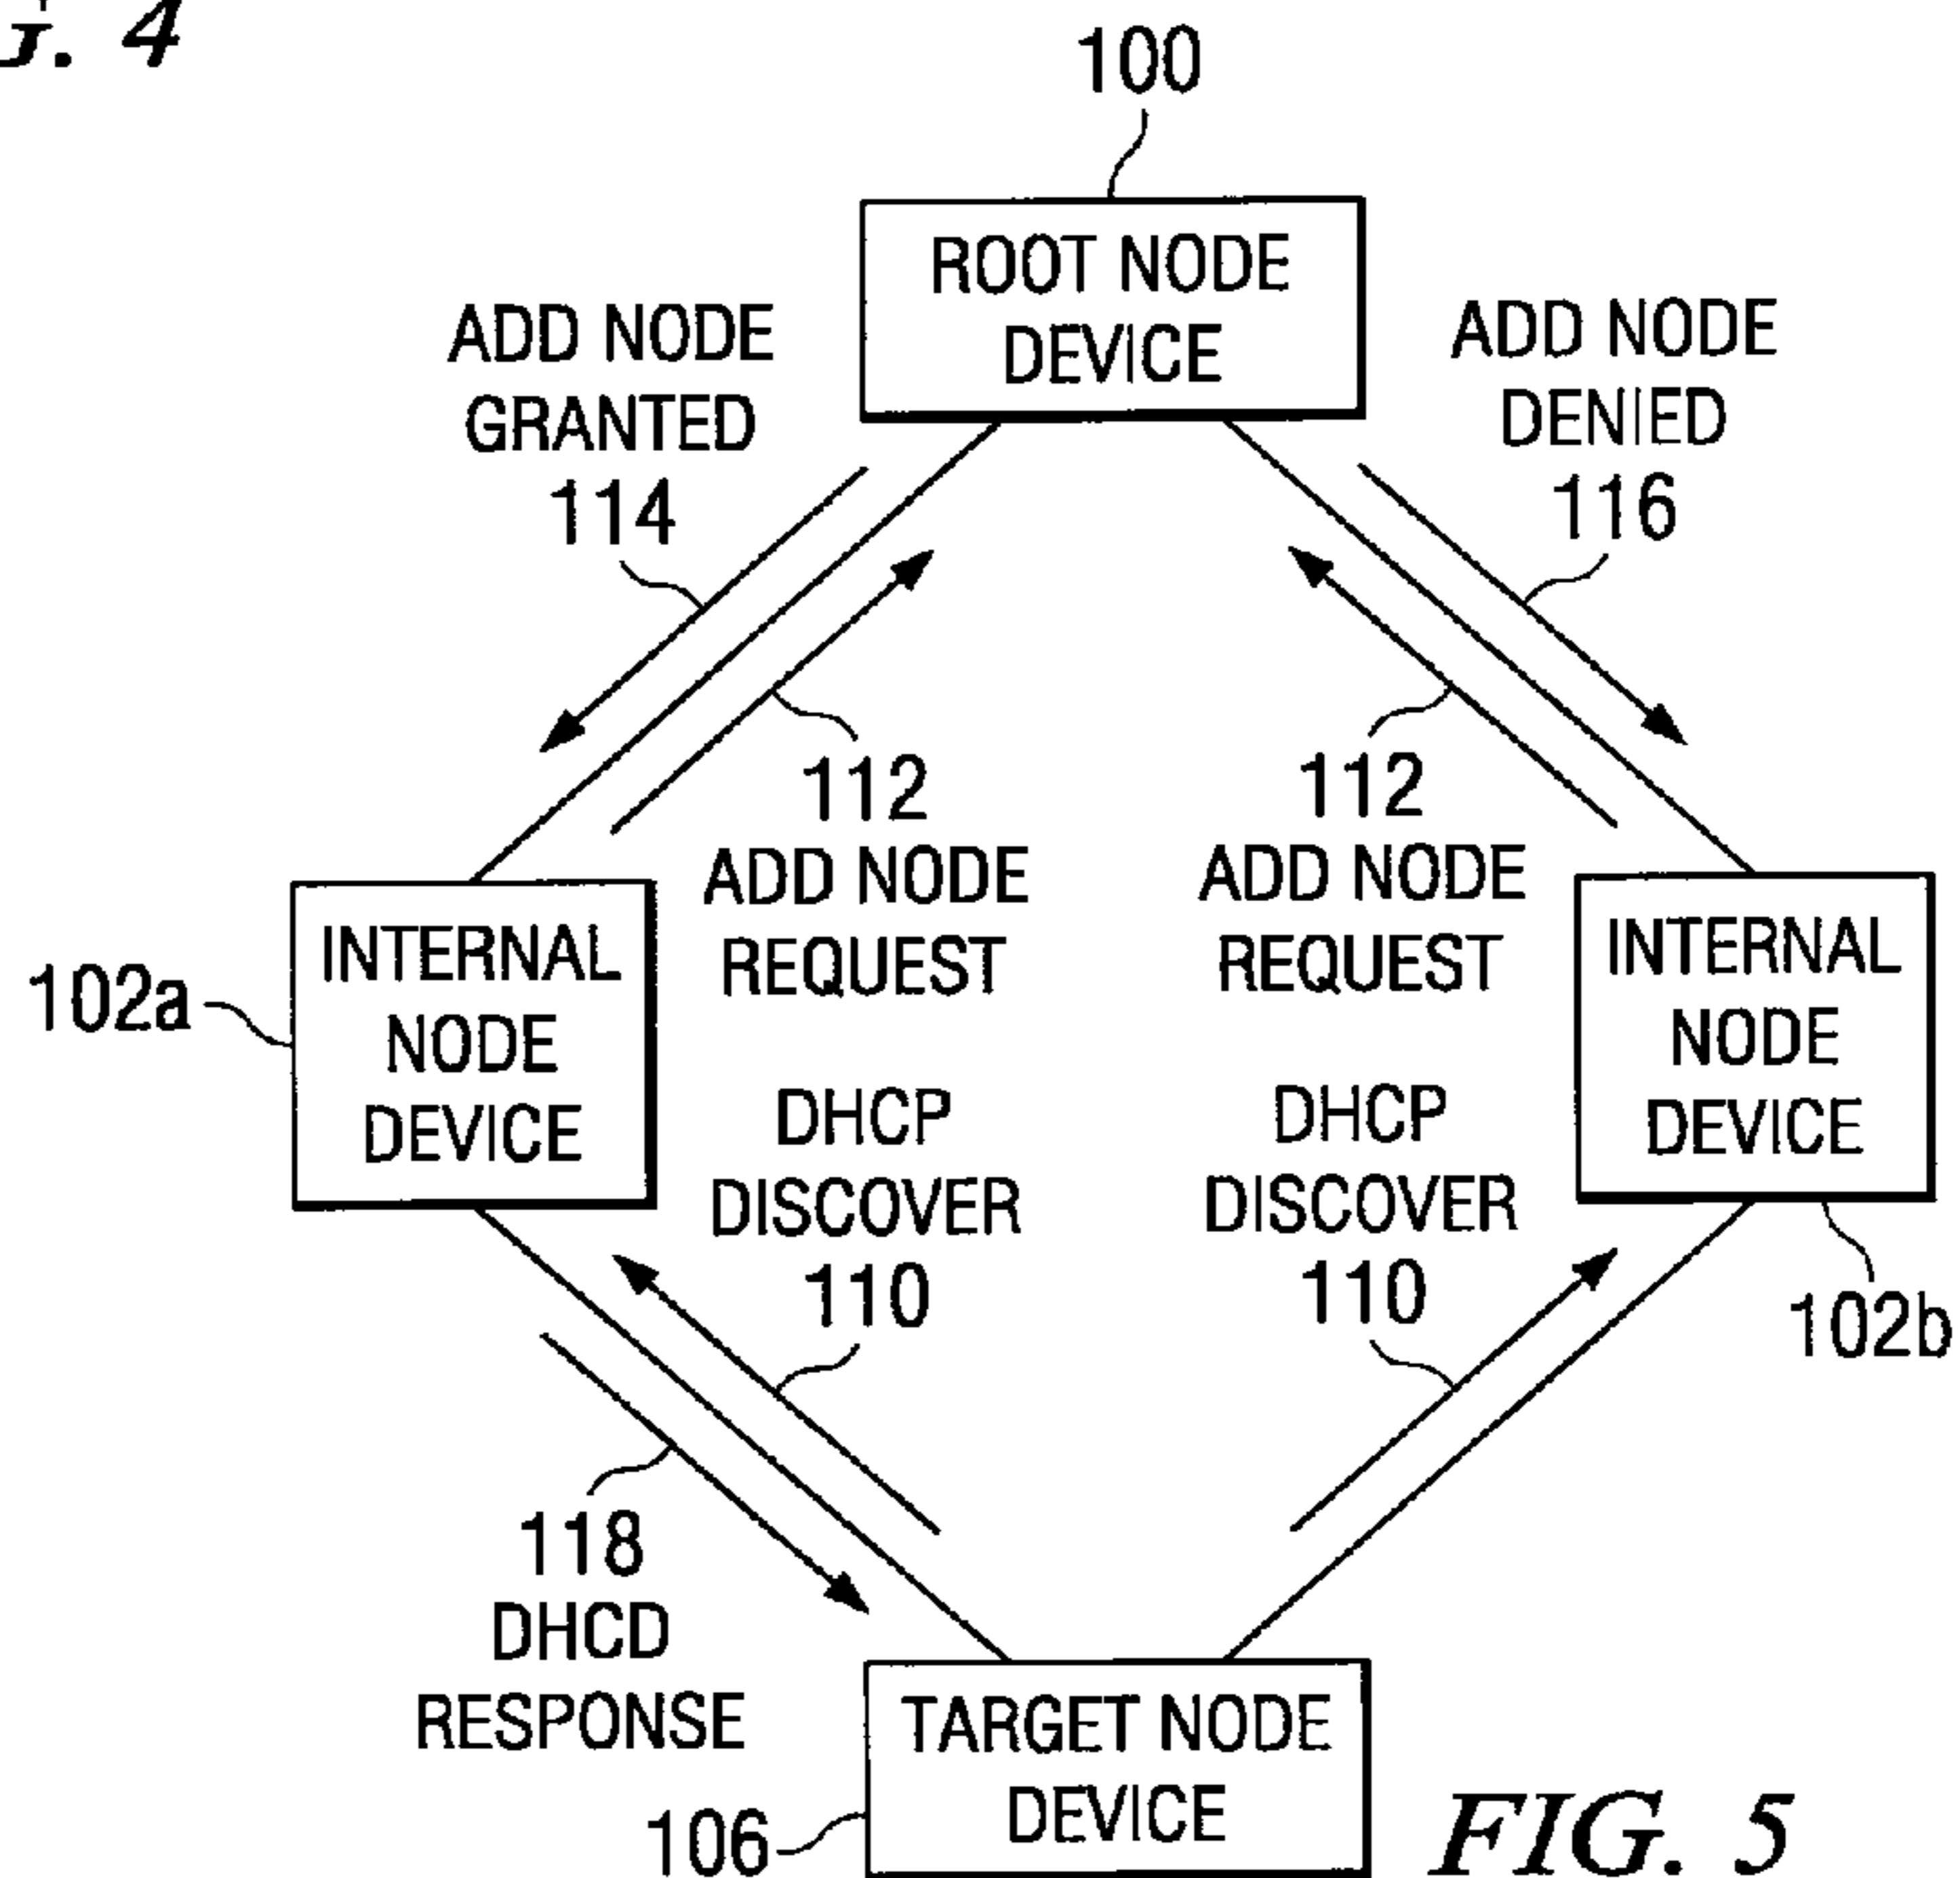 . 4
100
ROOT NODE
DEVICE
ADD NODE
GRANTED
114
ADD NODE
DENIED
116
112
ADD NODE
REQUEST
112
ADD NODE
REQUEST
102a
INTERNAL
NODE
DEVICE
INTERNAL
NODE
DEVICE
102b
DHCP
DISCOVER
110
DHCP
DISCOVER
110
118
DHCD
RESPONSE
TARGET NODE
DEVICE
106
FIG. 5